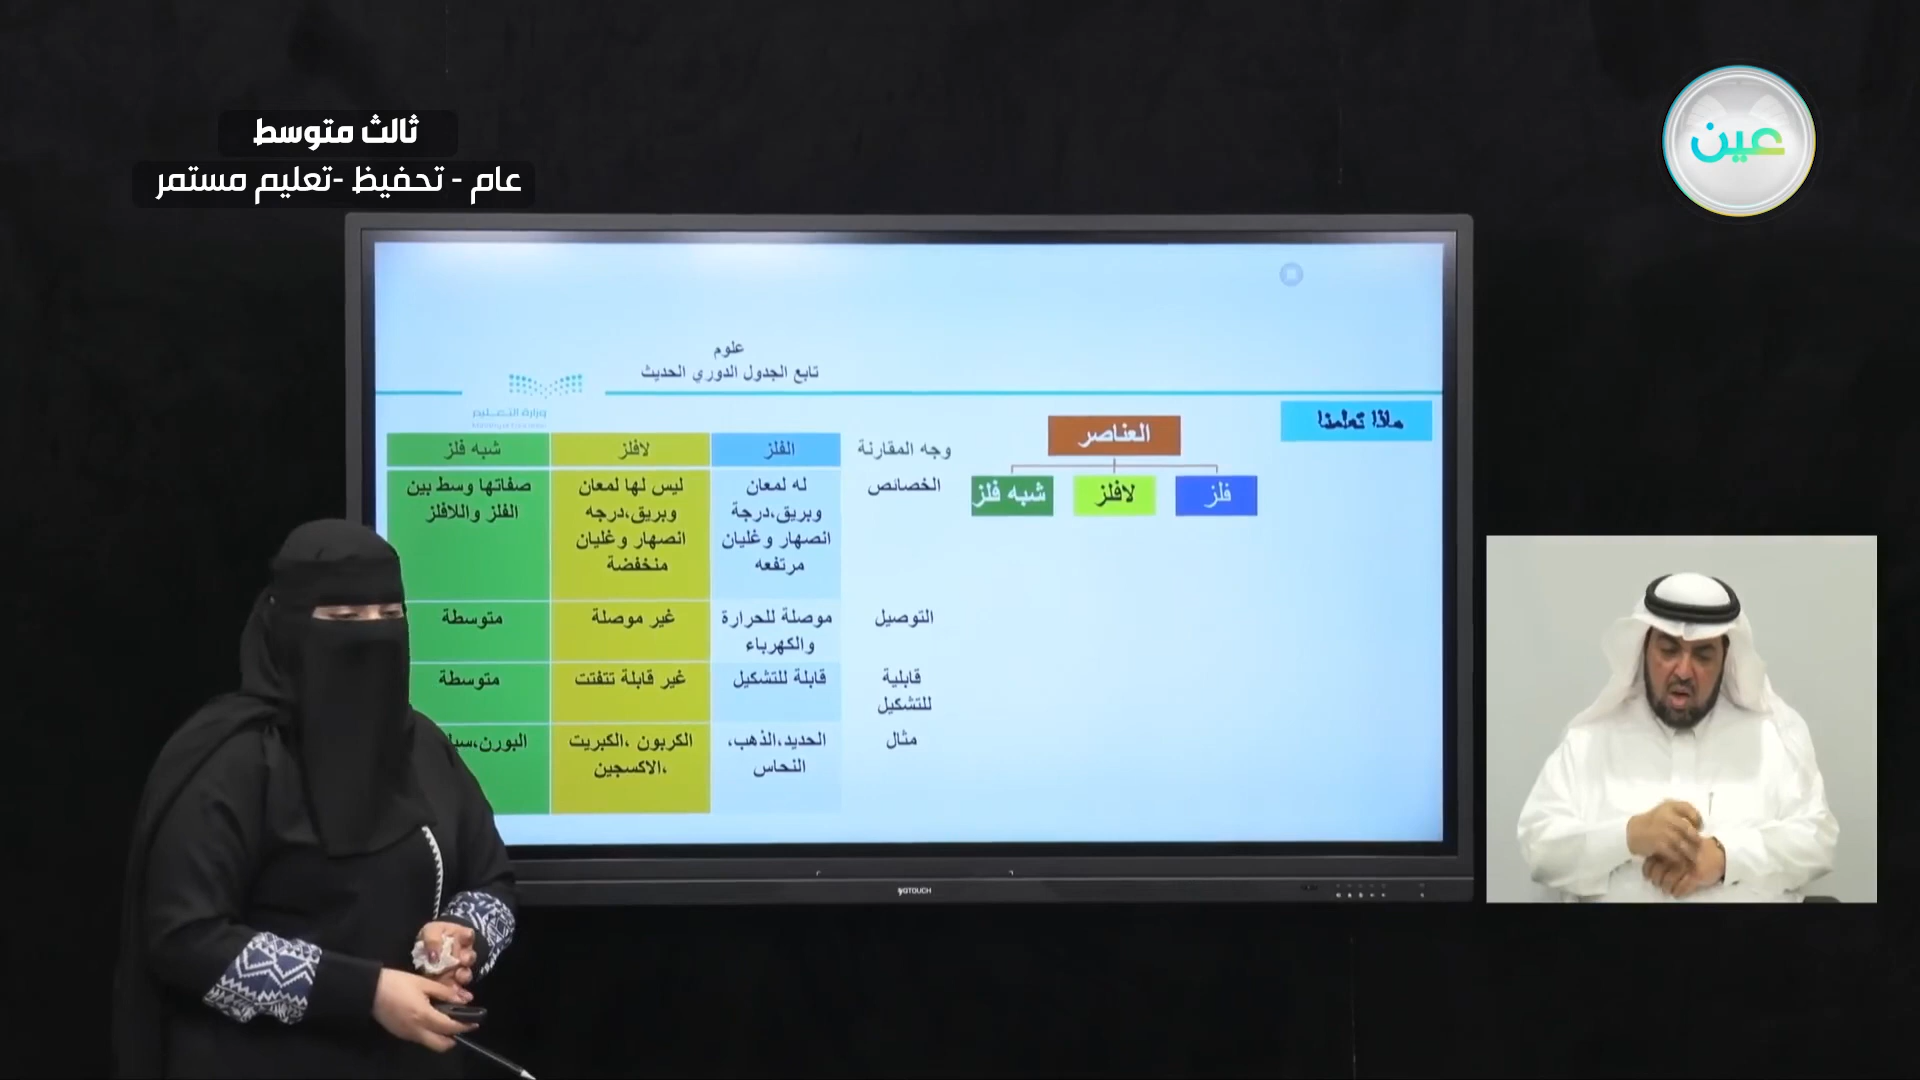 ثالث متوسط
عام - تحفيظ -تعليم مستمر
عين
علوم
تابع الجدول الدوري الحديث
وزارة التعليم
ماذا تعلمنا
العناصر
فلز
لافلز
شبه فلز
وجه المقارنة
الفلز
لافلز
شبه فلز
الخصائص
له لمعان
وبريق،درجة
انصهار وغليان
مرتفعه
ليس لها لمعان
وبريق،درجه
انصهار وغليان
منخفضة
صفاتها وسط بين
الفلز واللافلز
التوصيل
موصلة للحرارة
والكهرباء
غير موصلة
متوسطة
قابلية
للتشكيل
قابلة للتشكيل
غير قابلة تتفتت
متوسطة
مثال
الحديد،الذهب،
النحاس
الكربون ،الكبريت
،الاكسجين
البورن،